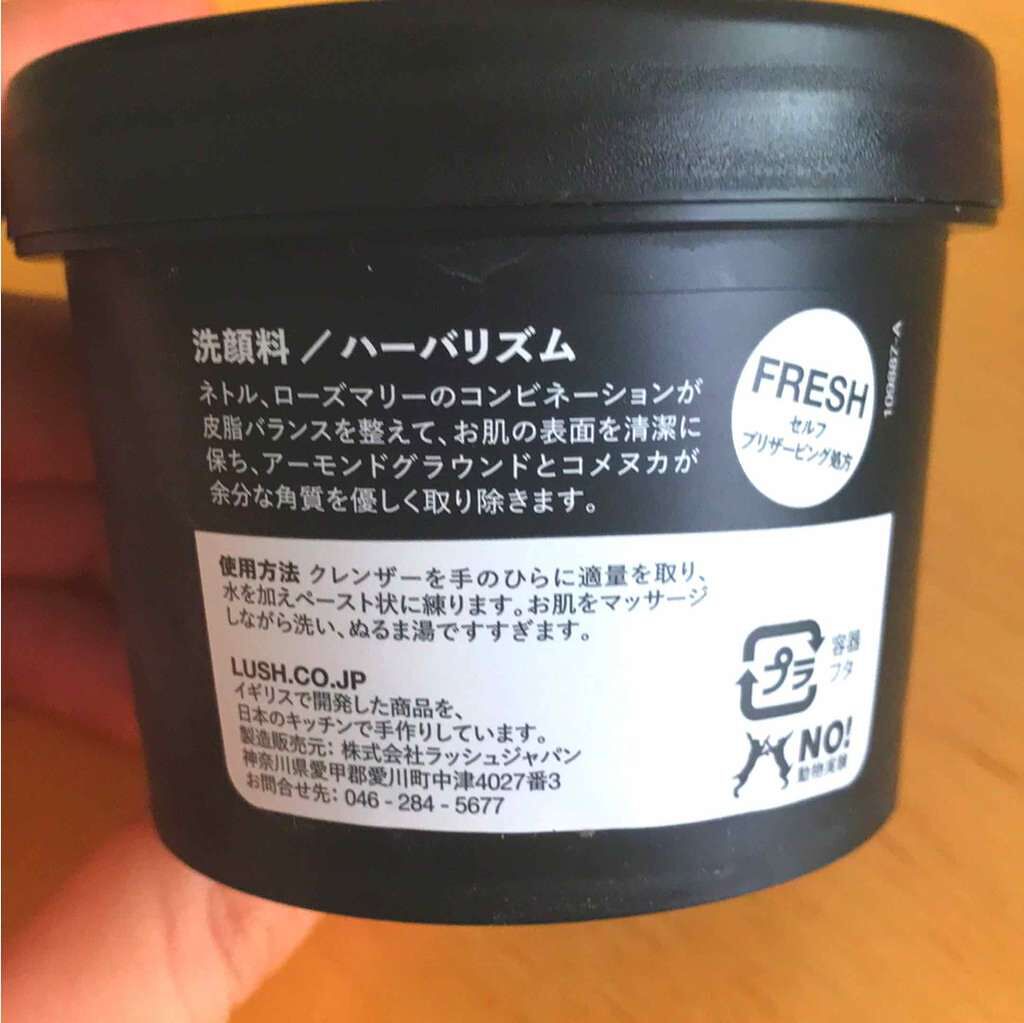 洗顔料／ハーバリズム
ネトル、ローズマリーのコンビネーションが
皮脂バランスを整えて、お肌の表面を清潔に
保ち、アーモンドグラウンドとコメヌカが
余分な角質を優しく取り除きます。
FRESH
セルフ
プリザービング処方
109887-A
使用方法 クレンザーを手のひらに適量を取り、
水を加えペースト状に練ります。お肌をマッサージ
しながら洗い、ぬるま湯ですすぎます。
LUSH.CO.JP
イギリスで開発した商品を、
日本のキッチンで手作りしています。
製造販売元：株式会社ラッシュジャパン
神奈川県愛甲郡愛川町中津4027番3
お問合せ先：046 - 284 - 5677
プラ
容器
フタ
NO!
動物実験